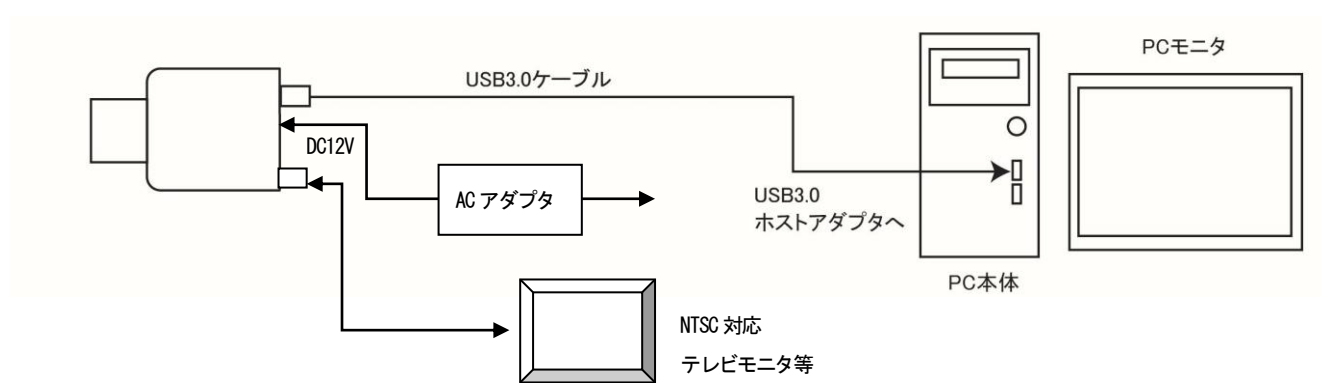 PCモニタ
USB3.0ケーブル
DC12V
AC アダプタ
USB3.0
ホストアダプタへ
PC本体
NTSC 対応
テレビモニタ等